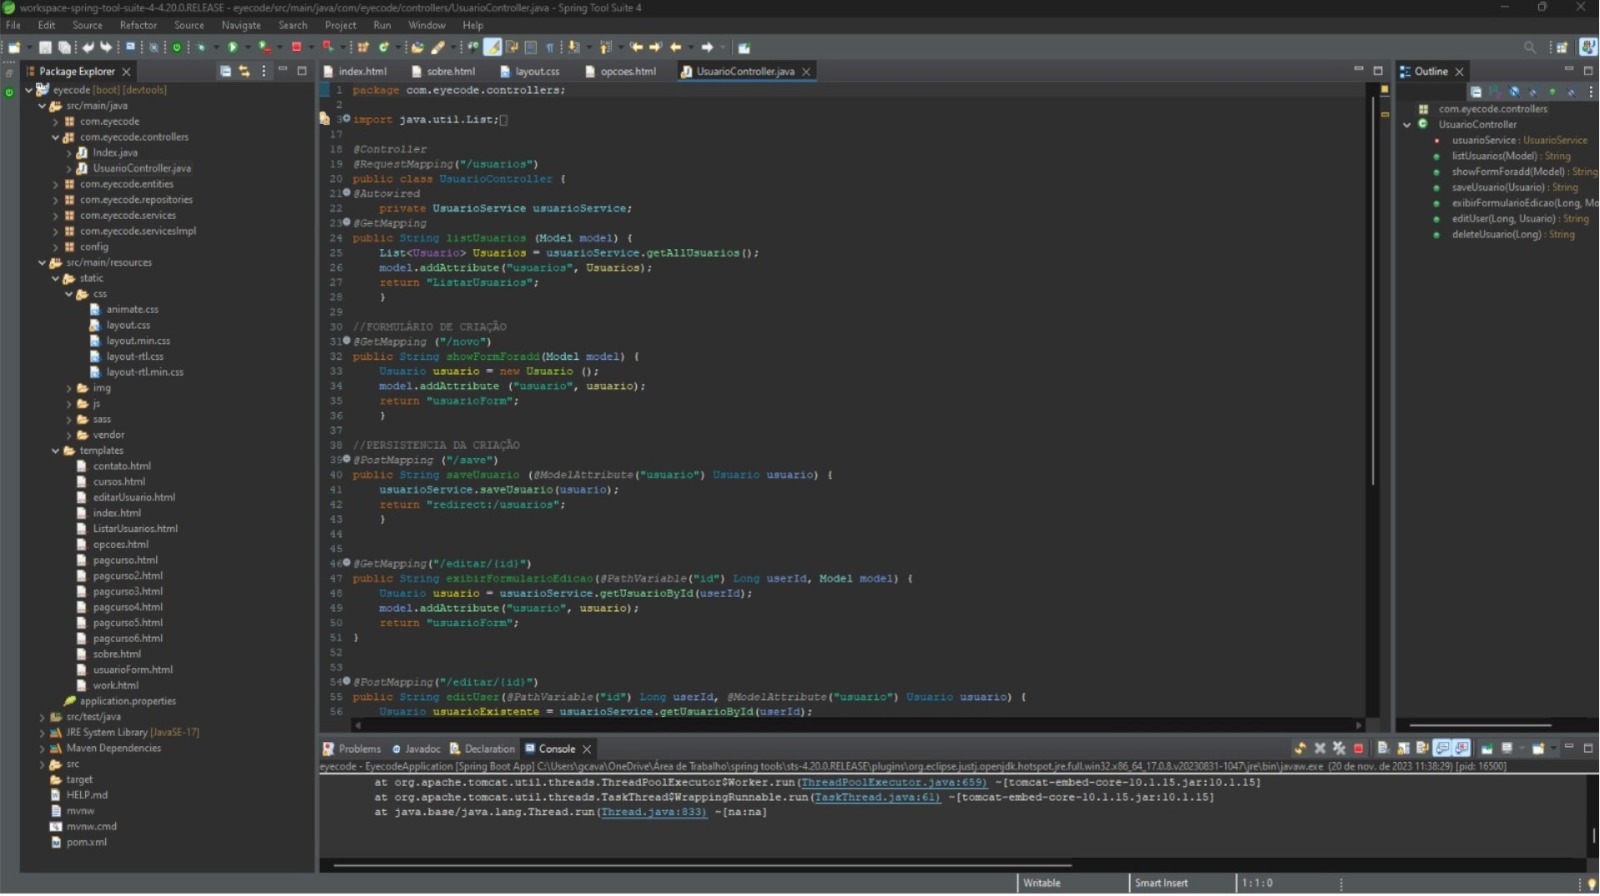 workspace-spring-tool-suite-4-4.20.0.RELEASE - eyecode/src/main/java/com/eyecode/controllers/UsuarioController.java - Spring Tool Suite 4
File Edit Source Refactor Source Navigate Search Project Run Window Help
Package Explorer
eyecode [boot] [devtools]
src/main/java
com.eyecode
com.eyecode.controllers
Index.java
UsuarioController.java
com.eyecode.entities
com.eyecode.repositories
com.eyecode.services
com.eyecode.servicesImpl
config
src/main/resources
static
css
animate.css
layout.css
layout.min.css
layout-rtl.css
layout-rtl.min.css
img
js
sass
vendor
templates
contato.html
cursos.html
editarUsuario.html
index.html
ListarUsuarios.html
opcoes.html
pagcurso.html
pagcurso2.html
pagcurso3.html
pagcurso4.html
pagcurso5.html
pagcurso6.html
sobre.html
usuarioForm.html
work.html
application.properties
src/test/java
JRE System Library [JavaSE-17]
Maven Dependencies
src
target
HELP.md
mvnw
mvnw.cmd
pom.xml
index.html sobre.html layout.css opcoes.html UsuarioController.java
1 package com.eyecode.controllers;
2
3 import java.util.List;
17
18 @Controller
19 @RequestMapping("/usuarios")
20 public class UsuarioController {
21 @Autowired
22 private UsuarioService usuarioService;
23 @GetMapping
24 public String listUsuarios (Model model) {
25 List<Usuario> Usuarios = usuarioService.getAllUsuarios();
26 model.addAttribute("usuarios", Usuarios);
27 return "ListarUsuarios";
28 }
29
30 //FORMULÁRIO DE CRIAÇÃO
31 @GetMapping ("/novo")
32 public String showFormForadd(Model model) {
33 Usuario usuario = new Usuario ();
34 model.addAttribute ("usuario", usuario);
35 return "usuarioForm";
36 }
37
38 //PERSISTENCIA DA CRIAÇÃO
39 @PostMapping ("/save")
40 public String saveUsuario (@ModelAttribute("usuario") Usuario usuario) {
41 usuarioService.saveUsuario(usuario);
42 return "redirect:/usuarios";
43 }
44
45
46 @GetMapping("/editar/{id}")
47 public String exibirFormularioEdicao(@PathVariable("id") Long userId, Model model) {
48 Usuario usuario = usuarioService.getUsuarioById(userId);
49 model.addAttribute("usuario", usuario);
50 return "usuarioForm";
51 }
52
53
54 @PostMapping("/editar/{id}")
55 public String editUser(@PathVariable("id") Long userId, @ModelAttribute("usuario") Usuario usuario) {
56 Usuario usuarioExistente = usuarioService.getUsuarioById(userId);
Outline
com.eyecode.controllers
UsuarioController
usuarioService : UsuarioService
listUsuarios(Model) : String
showFormForadd(Model) : String
saveUsuario(Usuario) : String
exibirFormularioEdicao(Long, Mo
editUser(Long, Usuario) : String
deleteUsuario(Long) : String
Problems Javadoc Declaration Console
eyecode - EyecodeApplication [Spring Boot App] C:\Users\gcava\OneDrive\Área de Trabalho\spring tools\sts-4.20.0.RELEASE\plugins\org.eclipse.justj.openjdk.hotspot.jre.full.win32.x86_64_17.0.8.v20230831-1047\jre\bin\javaw.exe (20 de nov. de 2023 11:38:29) [pid: 16500]
at org.apache.tomcat.util.threads.ThreadPoolExecutor$Worker.run(ThreadPoolExecutor.java:659) ~[tomcat-embed-core-10.1.15.jar:10.1.15]
at org.apache.tomcat.util.threads.TaskThread$WrappingRunnable.run(TaskThread.java:61) ~[tomcat-embed-core-10.1.15.jar:10.1.15]
at java.base/java.lang.Thread.run(Thread.java:833) ~[na:na]
Writable Smart Insert 1 : 1 : 0